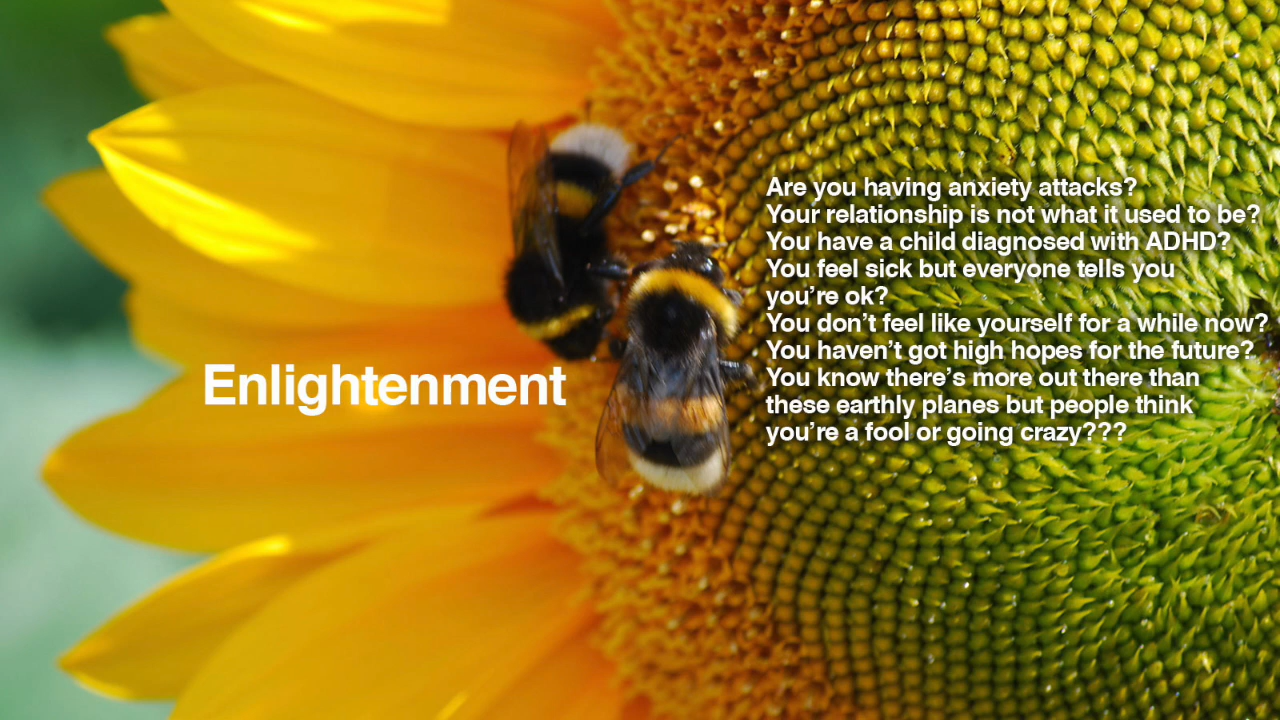 Enlightenment
Are you having anxiety attacks?
Your relationship is not what it used to be?
You have a child diagnosed with ADHD?
You feel sick but everyone tells you
you’re ok?
You don’t feel like yourself for a while now?
You haven’t got high hopes for the future?
You know there’s more out there than
these earthly planes but people think
you’re a fool or going crazy???